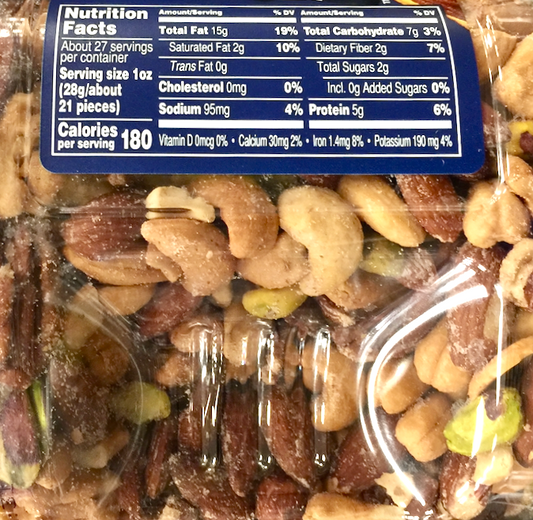 Nutrition
Facts
About 27 servings
per container
Serving size 1oz
(28g/about
21 pieces)
Calories
per serving 180
Amount/Serving % DV
Total Fat 15g 19%
Saturated Fat 2g 10%
Trans Fat 0g
Cholesterol 0mg 0%
Sodium 95mg 4%
Amount/Serving % DV
Total Carbohydrate 7g 3%
Dietary Fiber 2g 7%
Total Sugars 2g
Incl. 0g Added Sugars 0%
Protein 5g 6%
Vitamin D 0mcg 0% • Calcium 30mg 2% • Iron 1.4mg 8% • Potassium 190 mg 4%